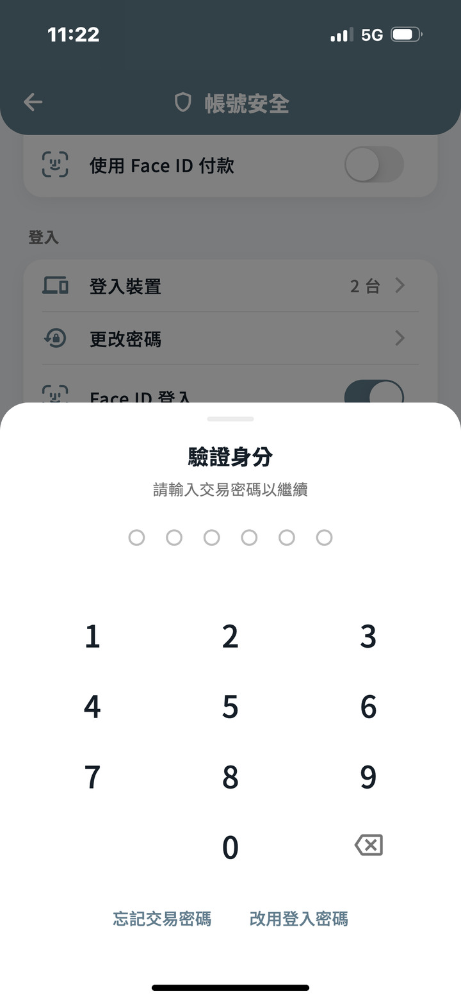 11:22
5G
帳號安全
使用 Face ID 付款
登入
登入裝置
2 台
更改密碼
Face ID 登入
驗證身分
請輸入交易密碼以繼續
1 2 3
4 5 6
7 8 9
0
忘記交易密碼 改用登入密碼